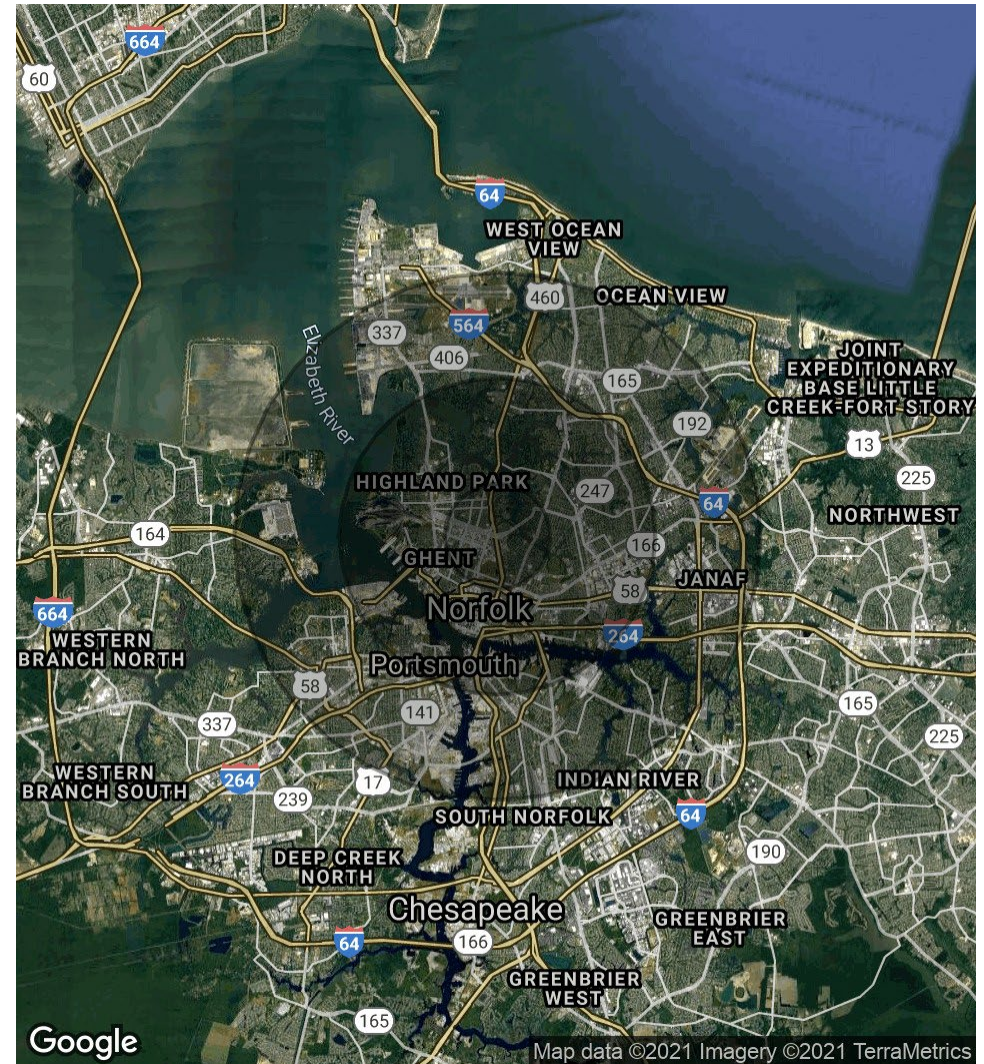 664
60
64
WEST OCEAN
VIEW
460
OCEAN VIEW
564
337
406
Elizabeth River
165
JOINT
EXPEDITIONARY
BASE LITTLE
CREEK-FORT STORY
192
13
225
HIGHLAND PARK
247
64
NORTHWEST
164
166
GHENT
JANAF
58
664
Norfolk
264
WESTERN
BRANCH NORTH
Portsmouth
58
165
141
337
225
WESTERN
BRANCH SOUTH
264
17
INDIAN RIVER
239
SOUTH NORFOLK
64
190
DEEP CREEK
NORTH
Chesapeake
GREENBRIER
EAST
64
166
GREENBRIER
WEST
165
Google
Map data ©2021 Imagery ©2021 TerraMetrics